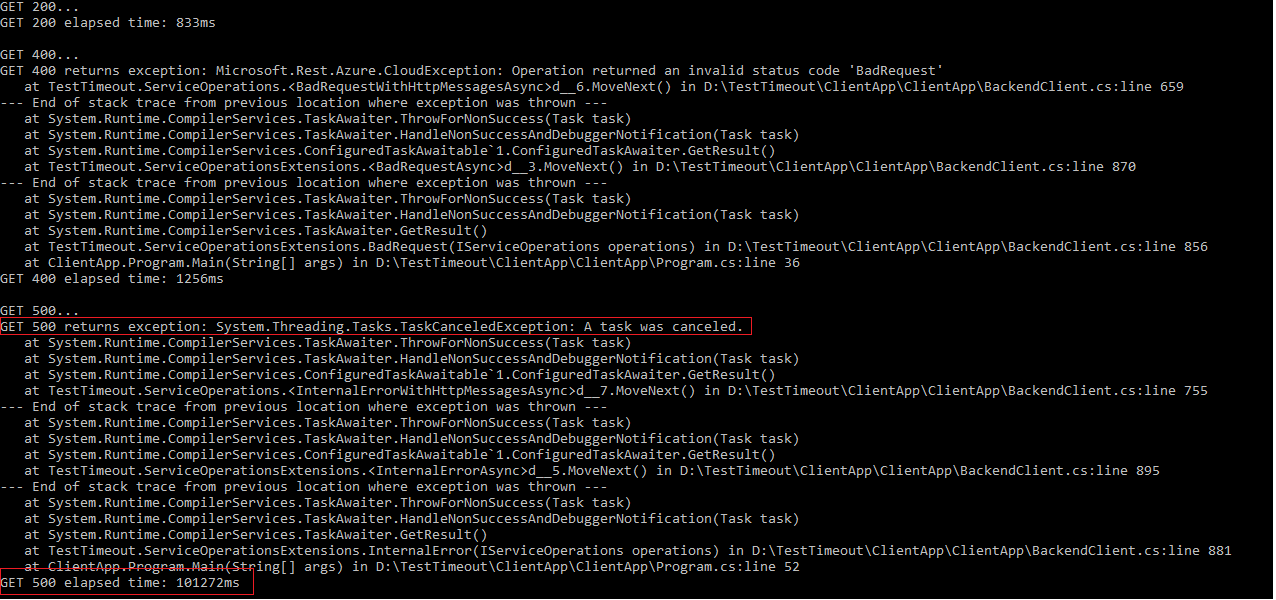 GET 200...
GET 200 elapsed time: 833ms
GET 400...
GET 400 returns exception: Microsoft.Rest.Azure.CloudException: Operation returned an invalid status code 'BadRequest'
at TestTimeout.ServiceOperations.<BadRequestWithHttpMessagesAsync>d__6.MoveNext() in D:\TestTimeout\ClientApp\ClientApp\BackendClient.cs:line 659
--- End of stack trace from previous location where exception was thrown ---
at System.Runtime.CompilerServices.TaskAwaiter.ThrowForNonSuccess(Task task)
at System.Runtime.CompilerServices.TaskAwaiter.HandleNonSuccessAndDebuggerNotification(Task task)
at System.Runtime.CompilerServices.ConfiguredTaskAwaitable`1.ConfiguredTaskAwaiter.GetResult()
at TestTimeout.ServiceOperationsExtensions.<BadRequestAsync>d__3.MoveNext() in D:\TestTimeout\ClientApp\ClientApp\BackendClient.cs:line 870
--- End of stack trace from previous location where exception was thrown ---
at System.Runtime.CompilerServices.TaskAwaiter.ThrowForNonSuccess(Task task)
at System.Runtime.CompilerServices.TaskAwaiter.HandleNonSuccessAndDebuggerNotification(Task task)
at System.Runtime.CompilerServices.TaskAwaiter.GetResult()
at TestTimeout.ServiceOperationsExtensions.BadRequest(IServiceOperations operations) in D:\TestTimeout\ClientApp\ClientApp\BackendClient.cs:line 856
at ClientApp.Program.Main(String[] args) in D:\TestTimeout\ClientApp\ClientApp\Program.cs:line 36
GET 400 elapsed time: 1256ms
GET 500...
GET 500 returns exception: System.Threading.Tasks.TaskCanceledException: A task was canceled.
at System.Runtime.CompilerServices.TaskAwaiter.ThrowForNonSuccess(Task task)
at System.Runtime.CompilerServices.TaskAwaiter.HandleNonSuccessAndDebuggerNotification(Task task)
at System.Runtime.CompilerServices.ConfiguredTaskAwaitable`1.ConfiguredTaskAwaiter.GetResult()
at TestTimeout.ServiceOperations.<InternalErrorWithHttpMessagesAsync>d__7.MoveNext() in D:\TestTimeout\ClientApp\ClientApp\BackendClient.cs:line 755
--- End of stack trace from previous location where exception was thrown ---
at System.Runtime.CompilerServices.TaskAwaiter.ThrowForNonSuccess(Task task)
at System.Runtime.CompilerServices.TaskAwaiter.HandleNonSuccessAndDebuggerNotification(Task task)
at System.Runtime.CompilerServices.ConfiguredTaskAwaitable`1.ConfiguredTaskAwaiter.GetResult()
at TestTimeout.ServiceOperationsExtensions.<InternalErrorAsync>d__5.MoveNext() in D:\TestTimeout\ClientApp\ClientApp\BackendClient.cs:line 895
--- End of stack trace from previous location where exception was thrown ---
at System.Runtime.CompilerServices.TaskAwaiter.ThrowForNonSuccess(Task task)
at System.Runtime.CompilerServices.TaskAwaiter.HandleNonSuccessAndDebuggerNotification(Task task)
at System.Runtime.CompilerServices.TaskAwaiter.GetResult()
at TestTimeout.ServiceOperationsExtensions.InternalError(IServiceOperations operations) in D:\TestTimeout\ClientApp\ClientApp\BackendClient.cs:line 881
at ClientApp.Program.Main(String[] args) in D:\TestTimeout\ClientApp\ClientApp\Program.cs:line 52
GET 500 elapsed time: 101272ms